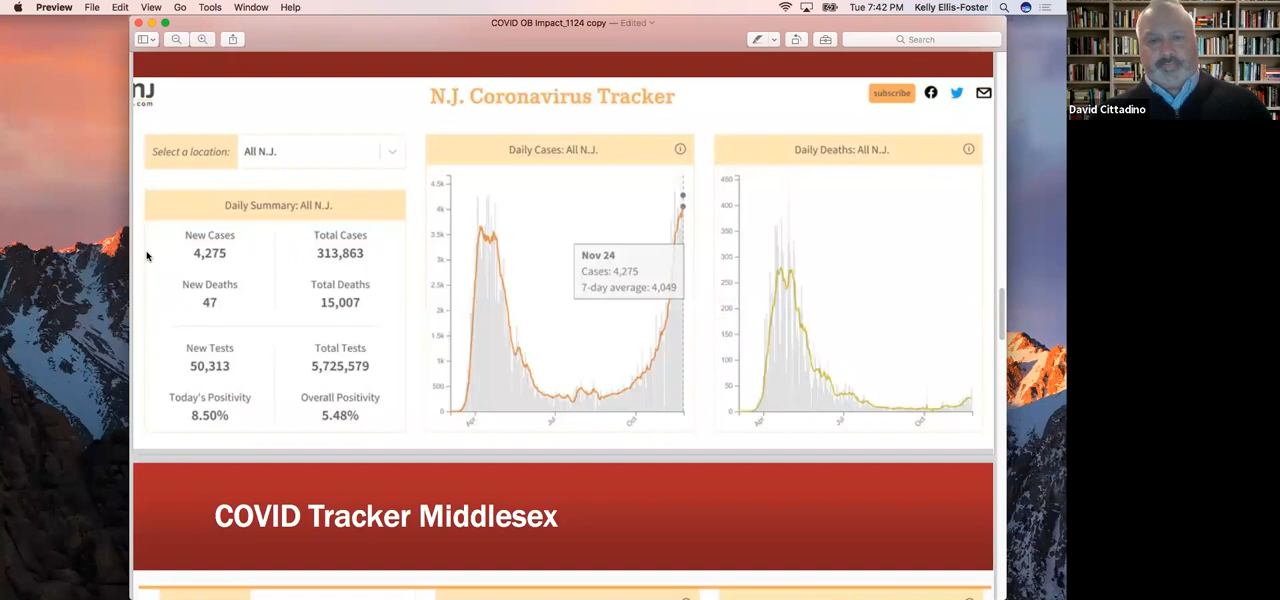 Preview File Edit View Go Tools Window Help
Tue 7:42 PM Kelly Ellis-Foster
COVID OB Impact_1124 copy — Edited
Search
nj
.com
N.J. Coronavirus Tracker
subscribe
Select a location: All N.J.
Daily Summary: All N.J.
New Cases
4,275
Total Cases
313,863
New Deaths
47
Total Deaths
15,007
New Tests
50,313
Total Tests
5,725,579
Today's Positivity
8.50%
Overall Positivity
5.48%
Daily Cases: All N.J.
4.5k
4k
3.5k
3k
2.5k
2k
1.5k
1k
500
0
Apr
Jul
Oct
Nov 24
Cases: 4,275
7-day average: 4,049
Daily Deaths: All N.J.
450
400
350
300
250
200
150
100
50
0
Apr
Jul
Oct
COVID Tracker Middlesex
David Cittadino